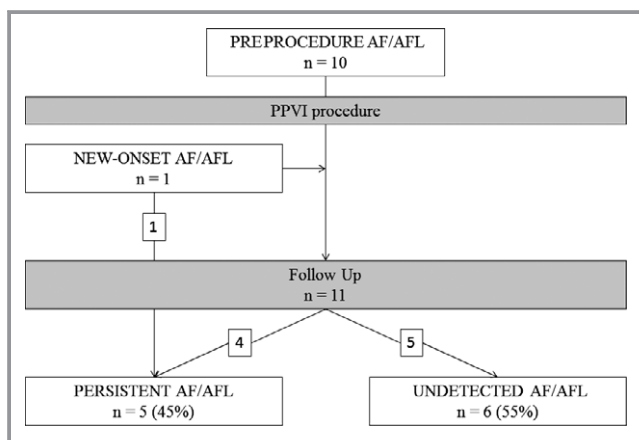 PREPROCEDURE AF/AFL
n = 10
PPVI procedure
NEW-ONSET AF/AFL
n = 1
1
Follow Up
n = 11
4
5
PERSISTENT AF/AFL
n = 5 (45%)
UNDETECTED AF/AFL
n = 6 (55%)